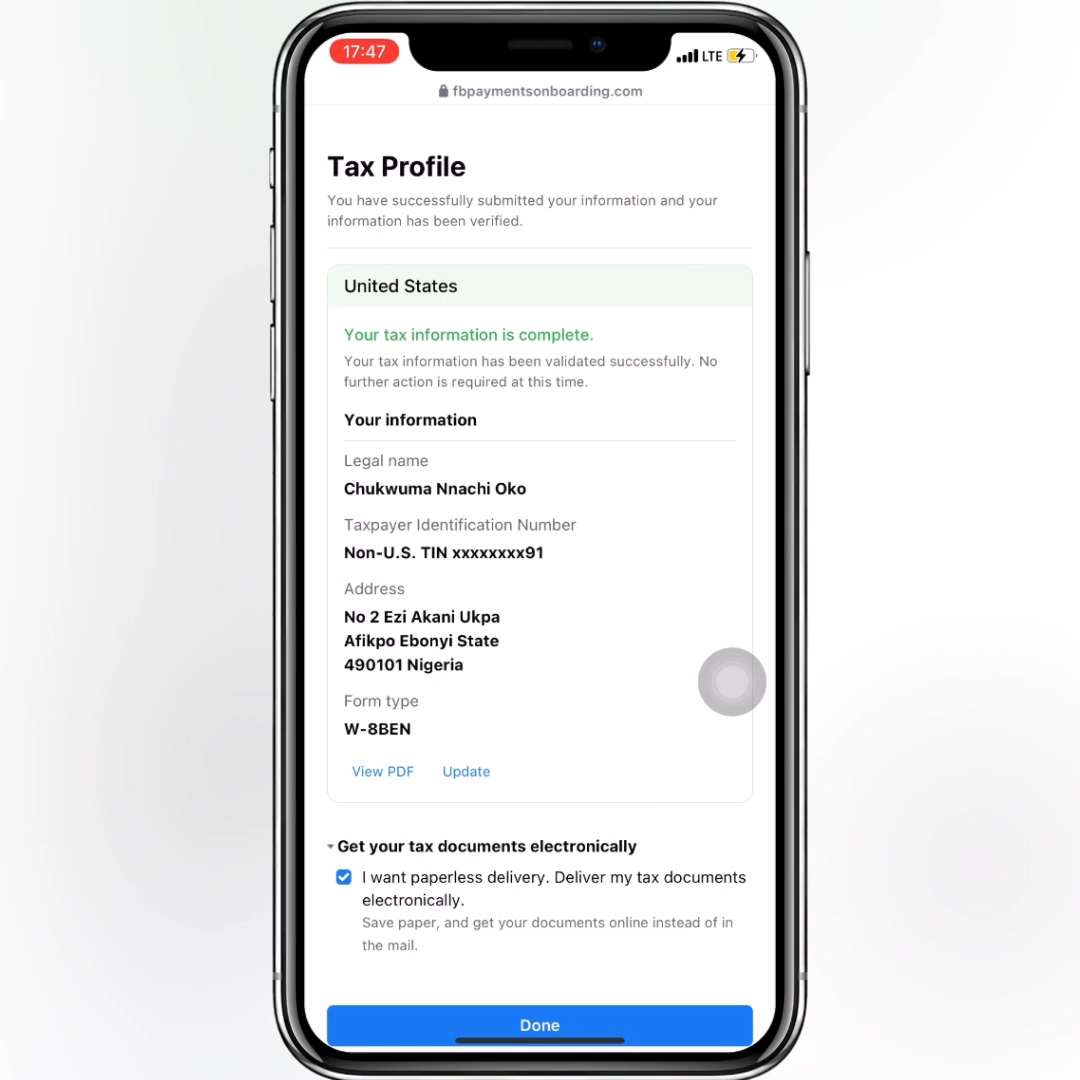 17:47
LTE
fbpaymentsonboarding.com
Tax Profile
You have successfully submitted your information and your
information has been verified.
United States
Your tax information is complete.
Your tax information has been validated successfully. No
further action is required at this time.
Your information
Legal name
Chukwuma Nnachi Oko
Taxpayer Identification Number
Non-U.S. TIN xxxxxxxx91
Address
No 2 Ezi Akani Ukpa
Afikpo Ebonyi State
490101 Nigeria
Form type
W-8BEN
View PDF Update
Get your tax documents electronically
I want paperless delivery. Deliver my tax documents
electronically.
Save paper, and get your documents online instead of in
the mail.
Done